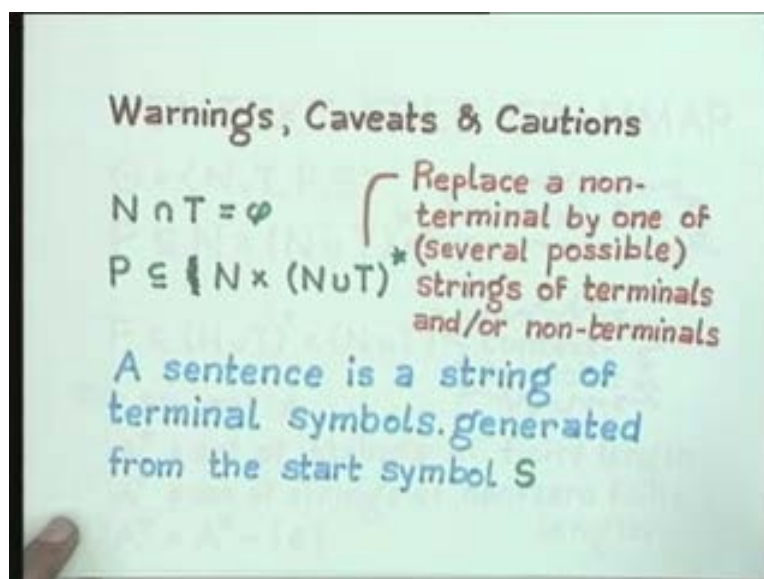 Warnings, Caveats & Cautions
N ∩ T = φ
P ⊆ N × (N ∪ T)*
Replace a non-
terminal by one of
(several possible)
strings of terminals
and/or non-terminals
A sentence is a string of
terminal symbols. generated
from the start symbol S